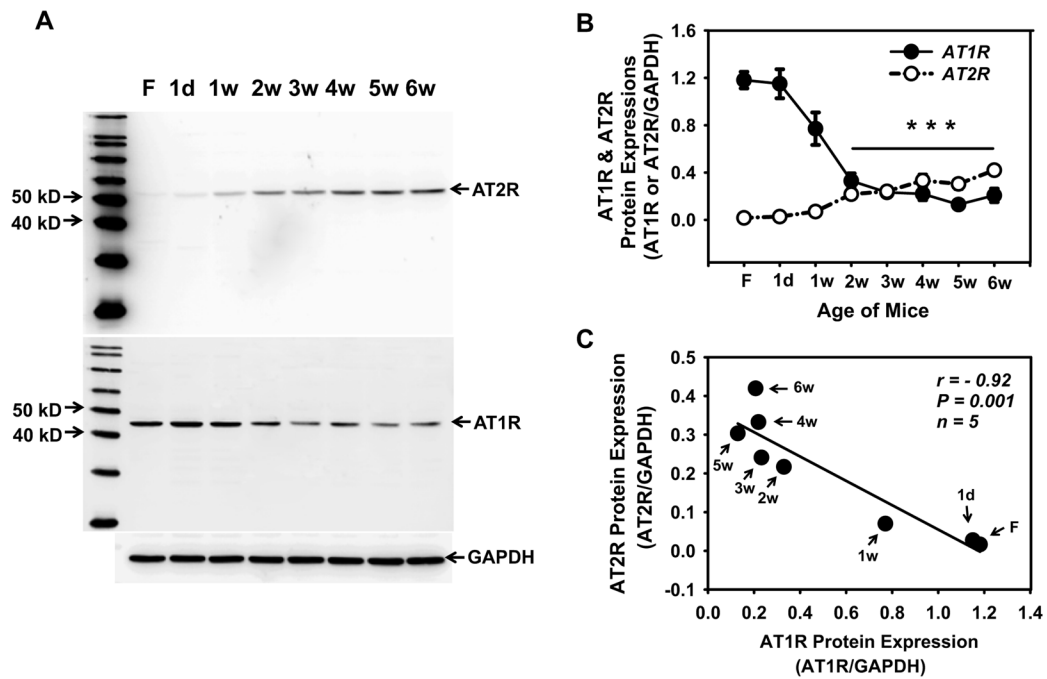 A
F 1d 1w 2w 3w 4w 5w 6w
50 kD
40 kD
AT2R
50 kD
40 kD
AT1R
GAPDH
B
AT1R & AT2R
Protein Expressions
(AT1R or AT2R/GAPDH)
1.6
1.2
0.8
0.4
0.0
AT1R
AT2R
* * *
F 1d 1w 2w 3w 4w 5w 6w
Age of Mice
C
AT2R Protein Expression
(AT2R/GAPDH)
0.5
0.4
0.3
0.2
0.1
0.0
-0.1
r = - 0.92
P = 0.001
n = 5
6w
4w
5w
3w
2w
1w
1d
F
0.0 0.2 0.4 0.6 0.8 1.0 1.2 1.4
AT1R Protein Expression
(AT1R/GAPDH)